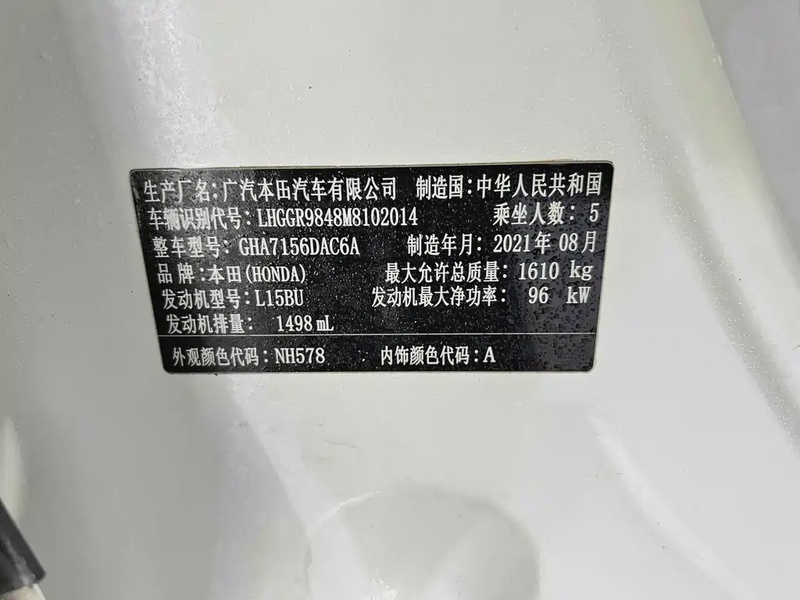 生产厂名:广汽本田汽车有限公司 制造国:中华人民共和国
车辆识别代号:LHGGR9848M8102014 乘坐人数:5
整车型号:GHA7156DAC6A 制造年月:2021年08月
品牌:本田(HONDA) 最大允许总质量:1610 kg
发动机型号:L15BU 发动机最大净功率:96 kW
发动机排量:1498mL
外观颜色代码:NH578 内饰颜色代码:A